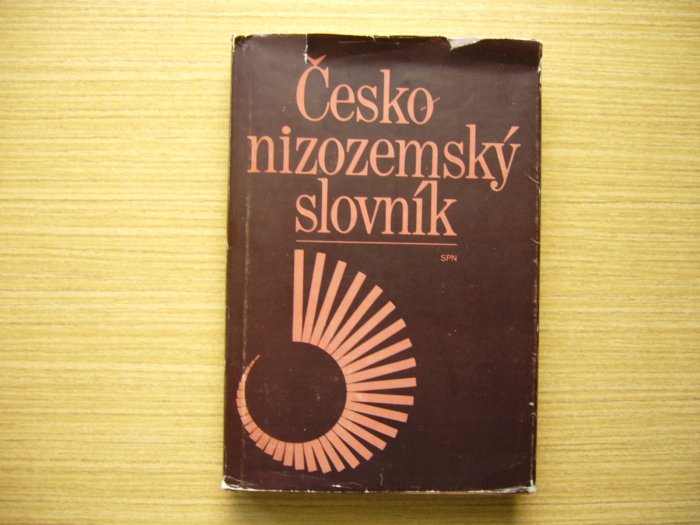 Česko
nizozemský
slovník
SPN